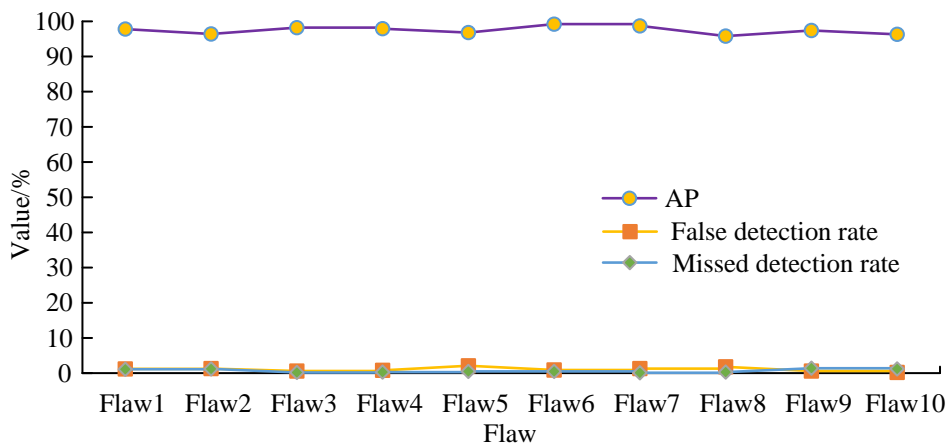 100
90
80
70
60
50
40
30
20
10
0
Value/%
AP
False detection rate
Missed detection rate
Flaw1 Flaw2 Flaw3 Flaw4 Flaw5 Flaw6 Flaw7 Flaw8 Flaw9 Flaw10
Flaw